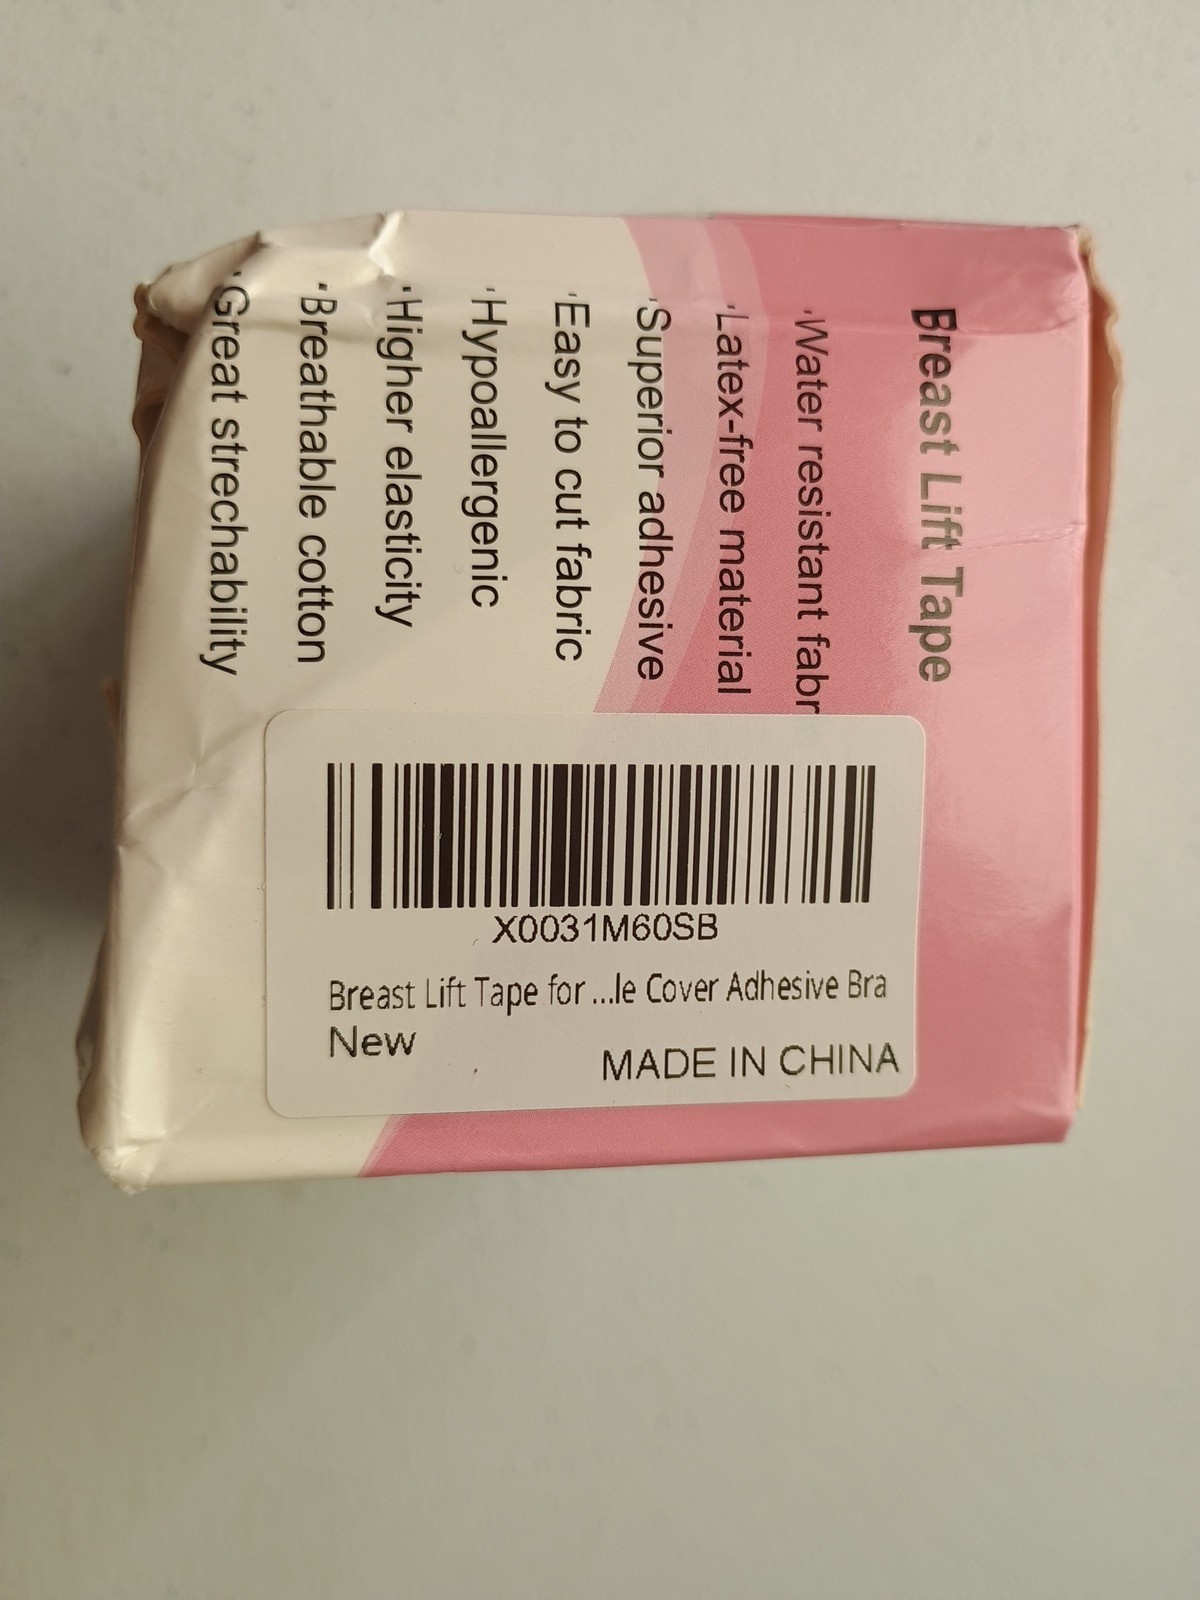 Breast Lift Tape
·Water resistant fabr
·Latex-free material
·Superior adhesive
·Easy to cut fabric
·Hypoallergenic
·Higher elasticity
·Breathable cotton
·Great strechability
X0031M60SB
Breast Lift Tape for ...le Cover Adhesive Bra
New
MADE IN CHINA